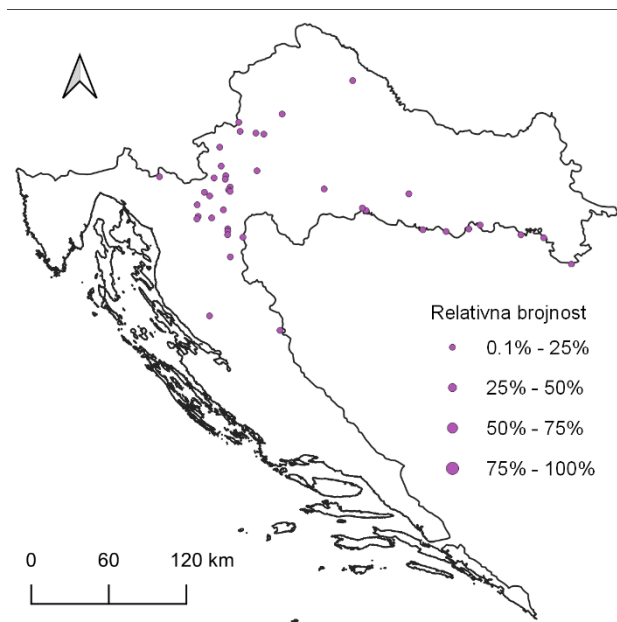 Relativna brojnost
0.1% - 25%
25% - 50%
50% - 75%
75% - 100%
0 60 120 km